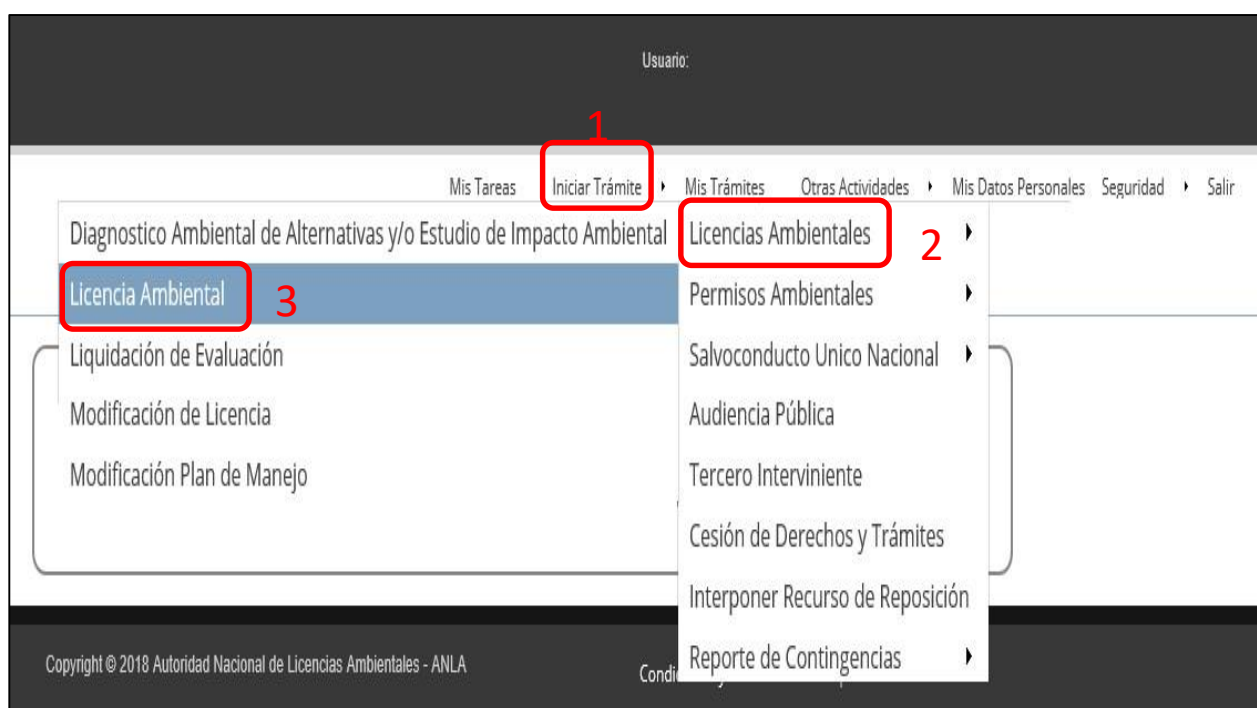 Usuario:
1
Mis Tareas Iniciar Trámite Mis Trámites Otras Actividades Mis Datos Personales Seguridad Salir
Diagnostico Ambiental de Alternativas y/o Estudio de Impacto Ambiental Licencias Ambientales 2
Licencia Ambiental 3 Permisos Ambientales
Liquidación de Evaluación Salvoconducto Unico Nacional
Modificación de Licencia Audiencia Pública
Modificación Plan de Manejo Tercero Interviniente
Cesión de Derechos y Trámites
Interponer Recurso de Reposición
Reporte de Contingencias
Copyright © 2018 Autoridad Nacional de Licencias Ambientales - ANLA